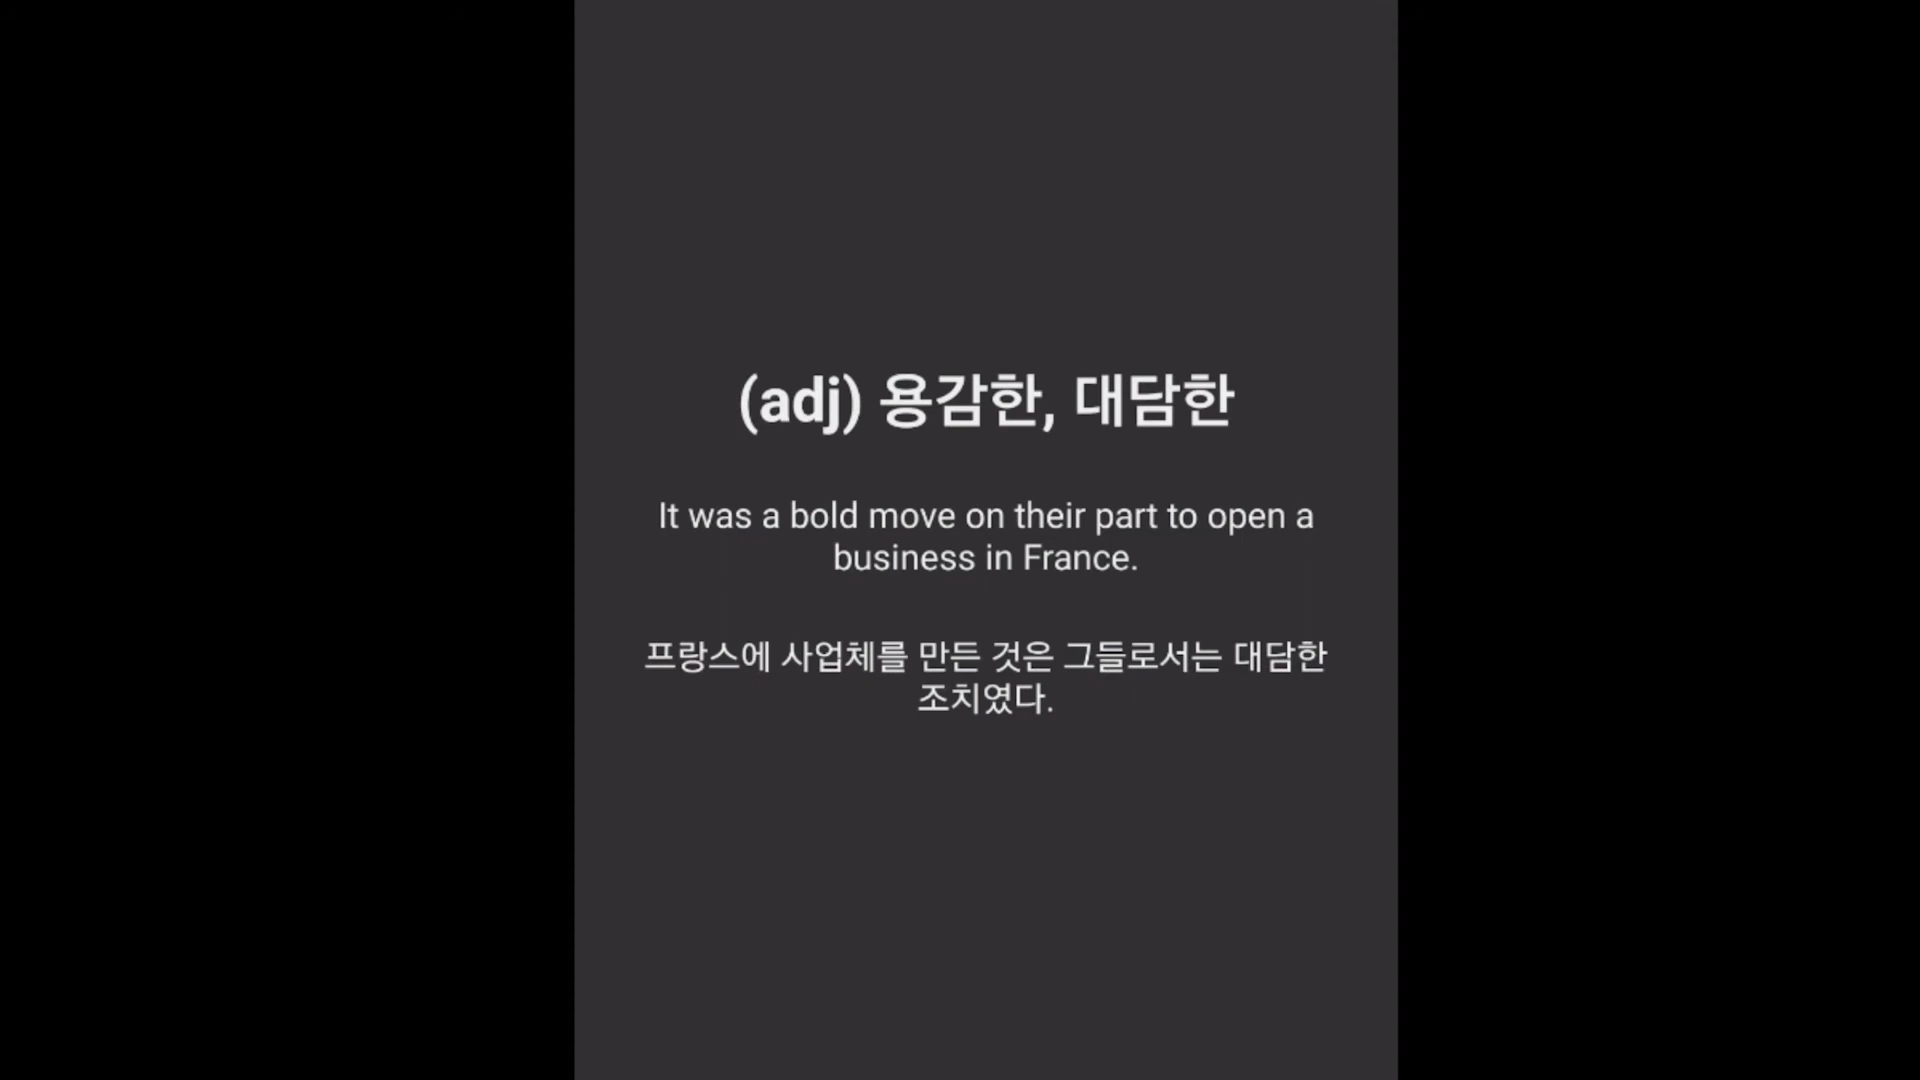 (adj) 용감한, 대담한
It was a bold move on their part to open a
business in France.
프랑스에 사업체를 만든 것은 그들로서는 대담한
조치였다.